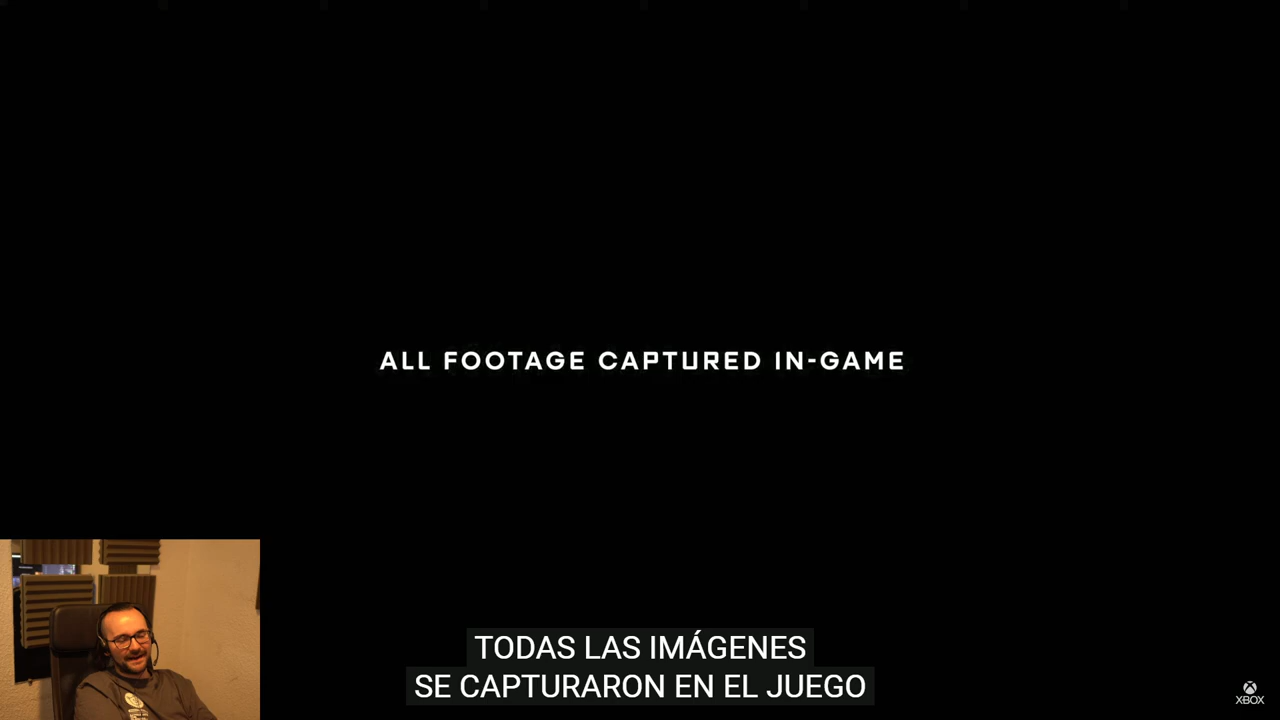 ALL FOOTAGE CAPTURED IN-GAME
TODAS LAS IMÁGENES
SE CAPTURARON EN EL JUEGO
XBOX